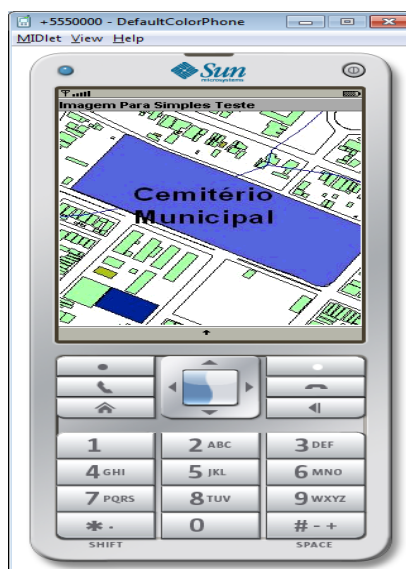 +5550000 - DefaultColorPhone
MIDlet View Help
Sun
microsystems
Imagem Para Simples Teste
Cemitério
Municipal
1 2 ABC 3 DEF
4 GHI 5 JKL 6 MNO
7 PQRS 8 TUV 9 WXYZ
* . 0 # - +
SHIFT SPACE